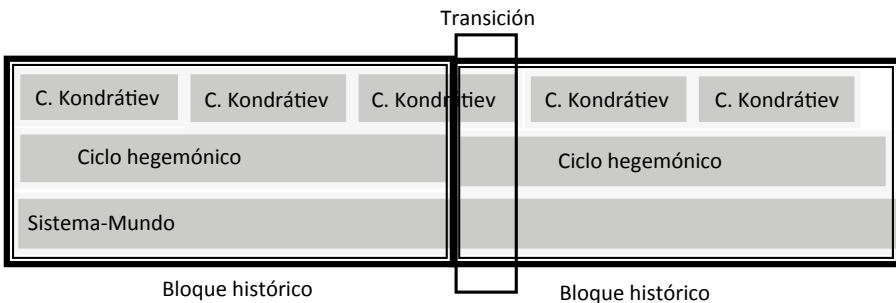 Transición
C. Kondrátiev C. Kondrátiev C. Kondrátiev C. Kondrátiev C. Kondrátiev
Ciclo hegemónico Ciclo hegemónico
Sistema-Mundo
Bloque histórico Bloque histórico